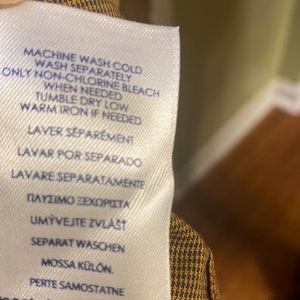 MACHINE WASH COLD
WASH SEPARATELY
ONLY NON-CHLORINE BLEACH
WHEN NEEDED
TUMBLE DRY LOW
WARM IRON IF NEEDED
LAVER SÉPARÉMENT
LAVAR POR SEPARADO
LAVARE SEPARATAMENTE
ΠΛΥΣΙΜΟ ΞΕΧΩΡΙΣΤΑ
UMÝVEJTE ZVLÁŠT
SEPARAT WASCHEN
MOSSA KÜLÖN.
PERTE SAMOSTATNE